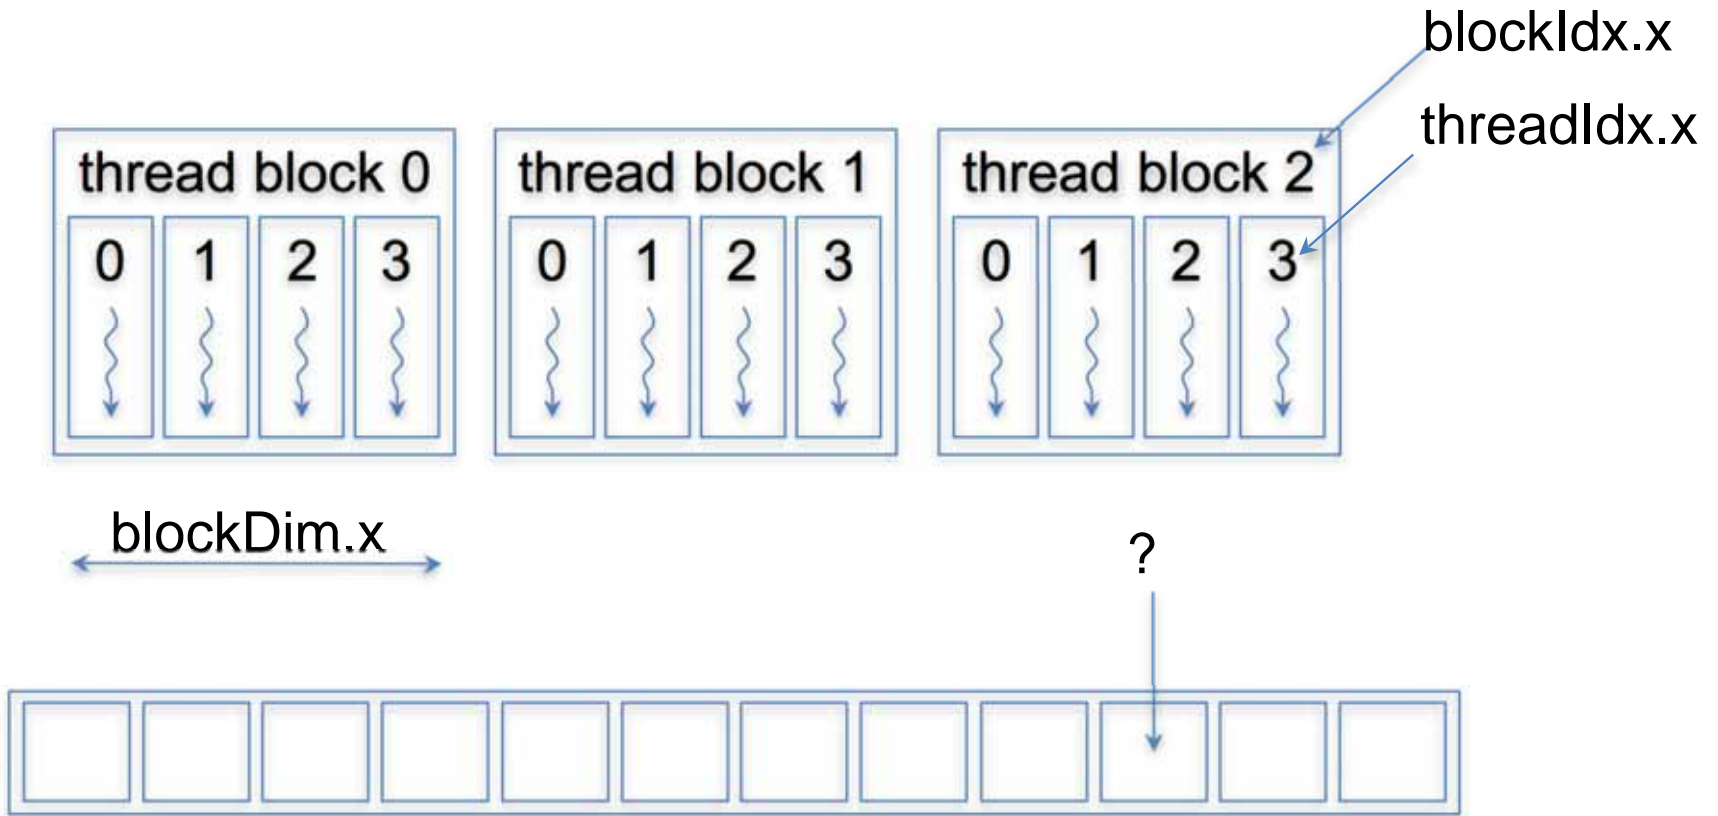 blockIdx.x
threadIdx.x
thread block 0
thread block 1
thread block 2
0 1 2 3
0 1 2 3
0 1 2 3
blockDim.x
?